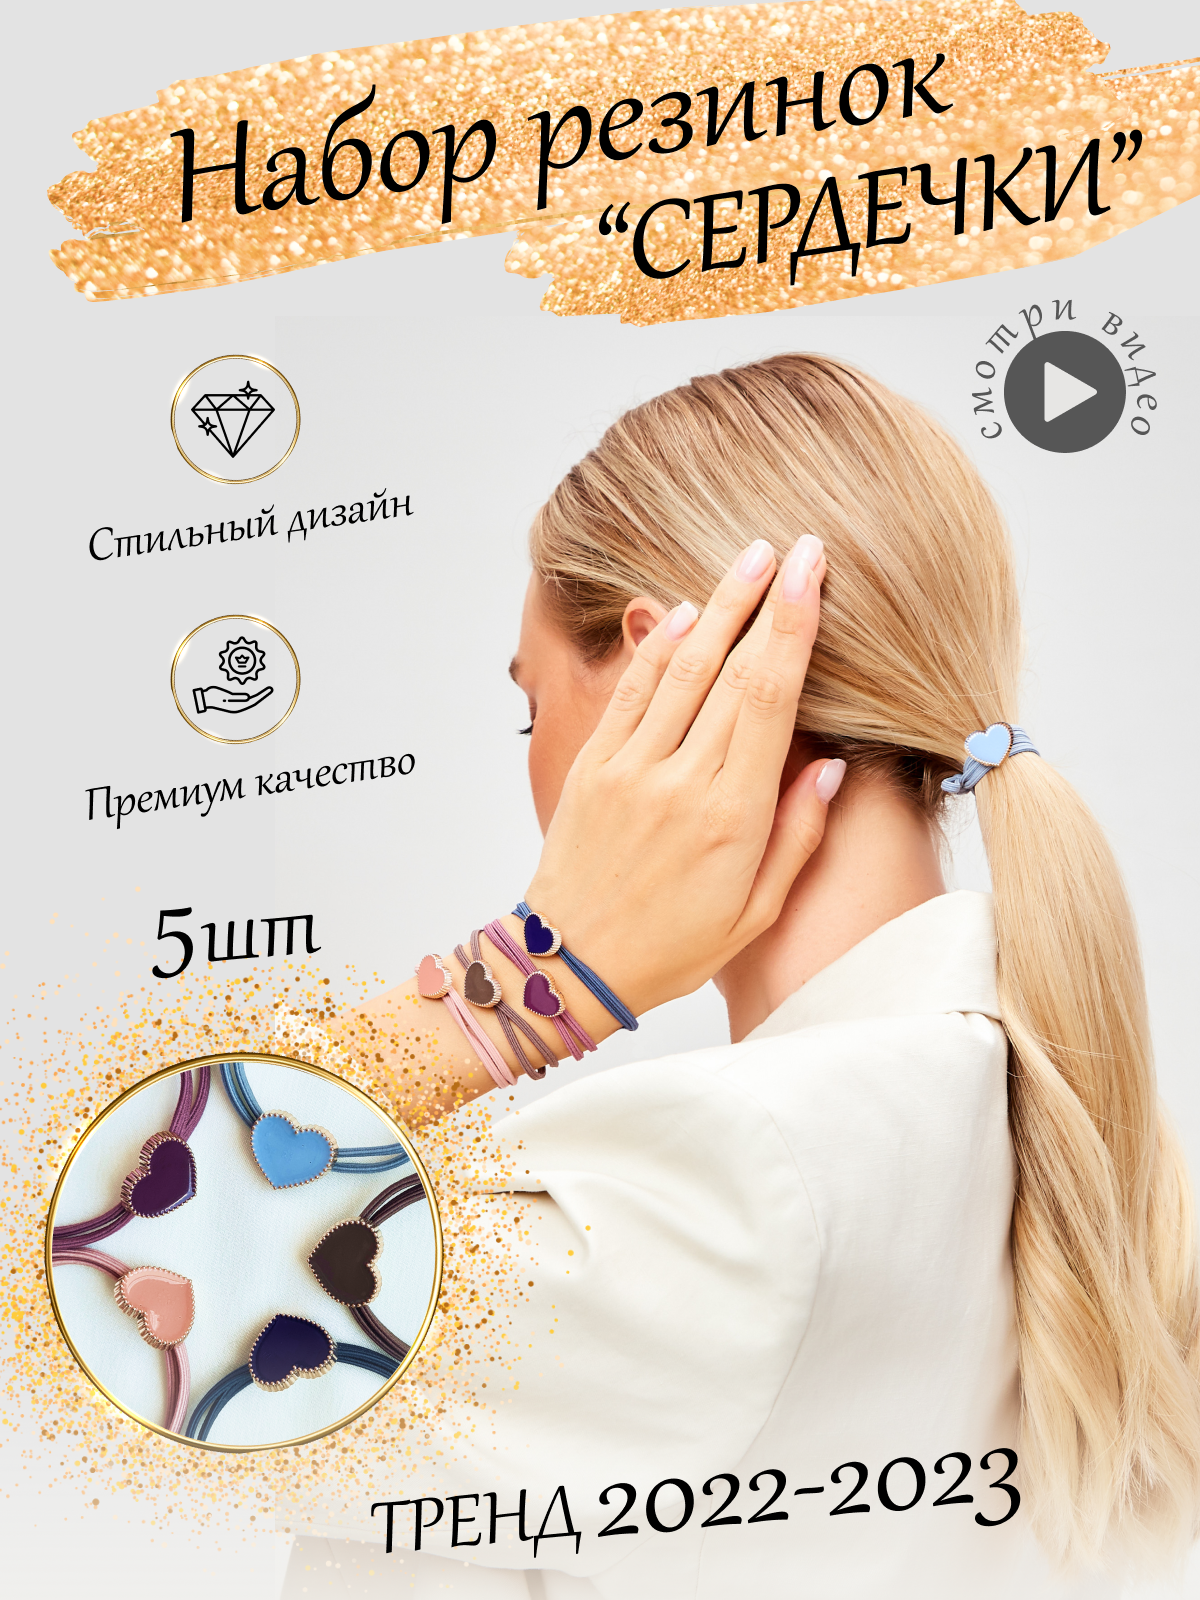 Набор резинок
“СЕРДЕЧКИ”
смотри видео
Стильный дизайн
Премиум качество
5шт
ТРЕНД 2022-2023